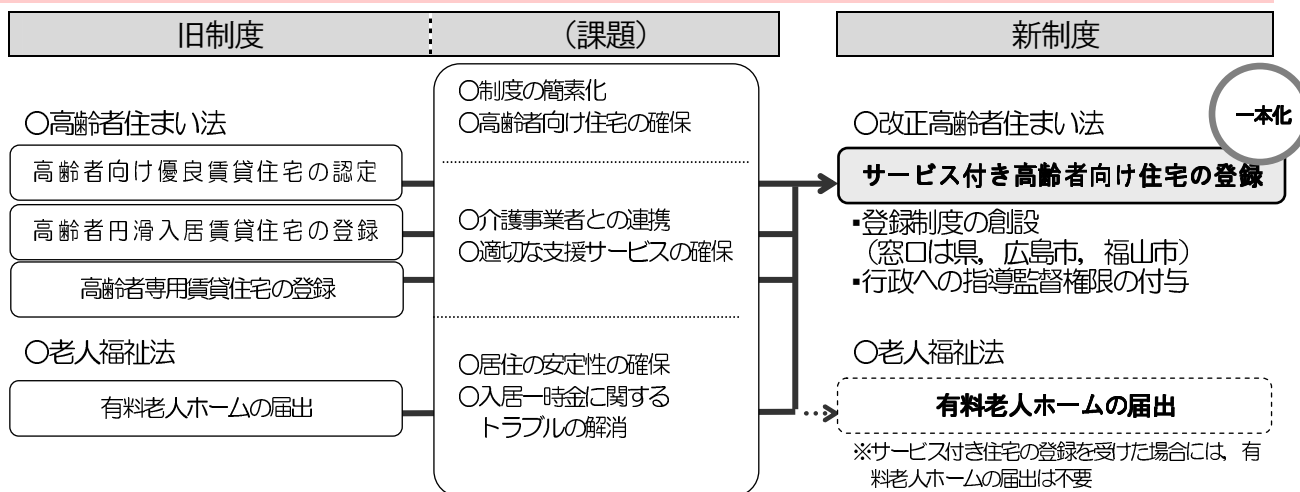 旧制度
(課題)
新制度
〇高齢者住まい法
高齢者向け優良賃貸住宅の認定
高齢者円滑入居賃貸住宅の登録
高齢者専用賃貸住宅の登録
〇老人福祉法
有料老人ホームの届出
〇制度の簡素化
〇高齢者向け住宅の確保
〇介護事業者との連携
〇適切な支援サービスの確保
〇居住の安定性の確保
〇入居一時金に関する
トラブルの解消
一本化
〇改正高齢者住まい法
サービス付き高齢者向け住宅の登録
▪登録制度の創設
(窓口は県，広島市，福山市)
▪行政への指導監督権限の付与
〇老人福祉法
有料老人ホームの届出
※サービス付き住宅の登録を受けた場合には，有
料老人ホームの届出は不要